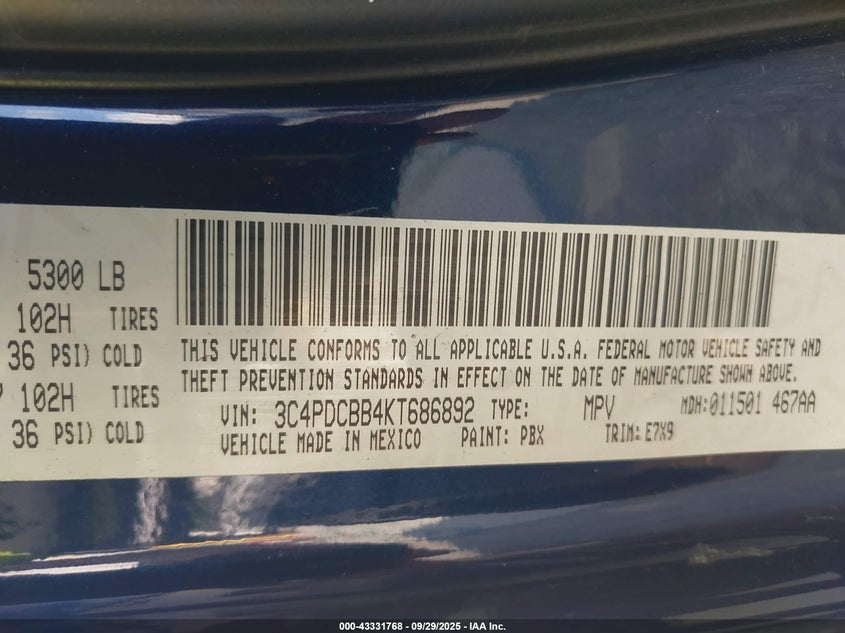 5300 LB
102H TIRES
36 PSI) COLD
102H TIRES
36 PSI) COLD
THIS VEHICLE CONFORMS TO ALL APPLICABLE U.S.A. FEDERAL MOTOR VEHICLE SAFETY AND
THEFT PREVENTION STANDARDS IN EFFECT ON THE DATE OF MANUFACTURE SHOWN ABOVE.
VIN: 3C4PDCBB4KT686892 TYPE: MPV MDH:011501 467AA
VEHICLE MADE IN MEXICO PAINT: PBX TRIM: E7X9
000-43331768 - 09/29/2025 - IAA Inc.